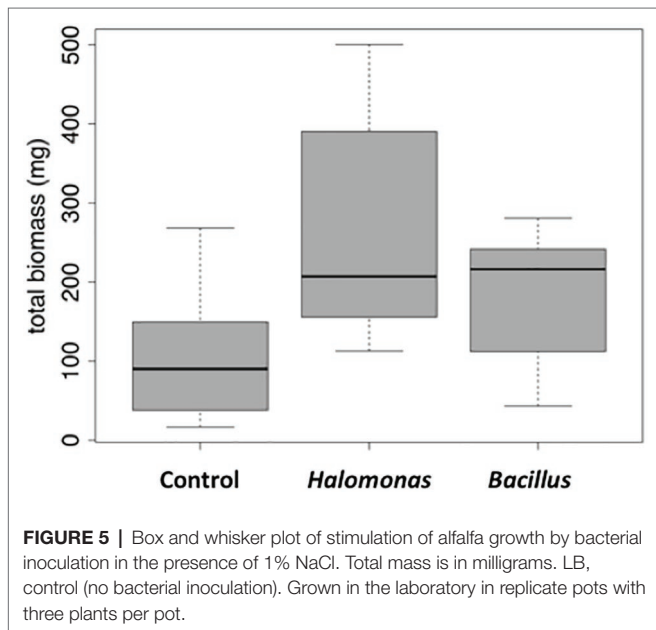 500
400
300
200
100
0
total biomass (mg)
Control Halomonas Bacillus
FIGURE 5 | Box and whisker plot of stimulation of alfalfa growth by bacterial
inoculation in the presence of 1% NaCl. Total mass is in milligrams. LB,
control (no bacterial inoculation). Grown in the laboratory in replicate pots with
three plants per pot.